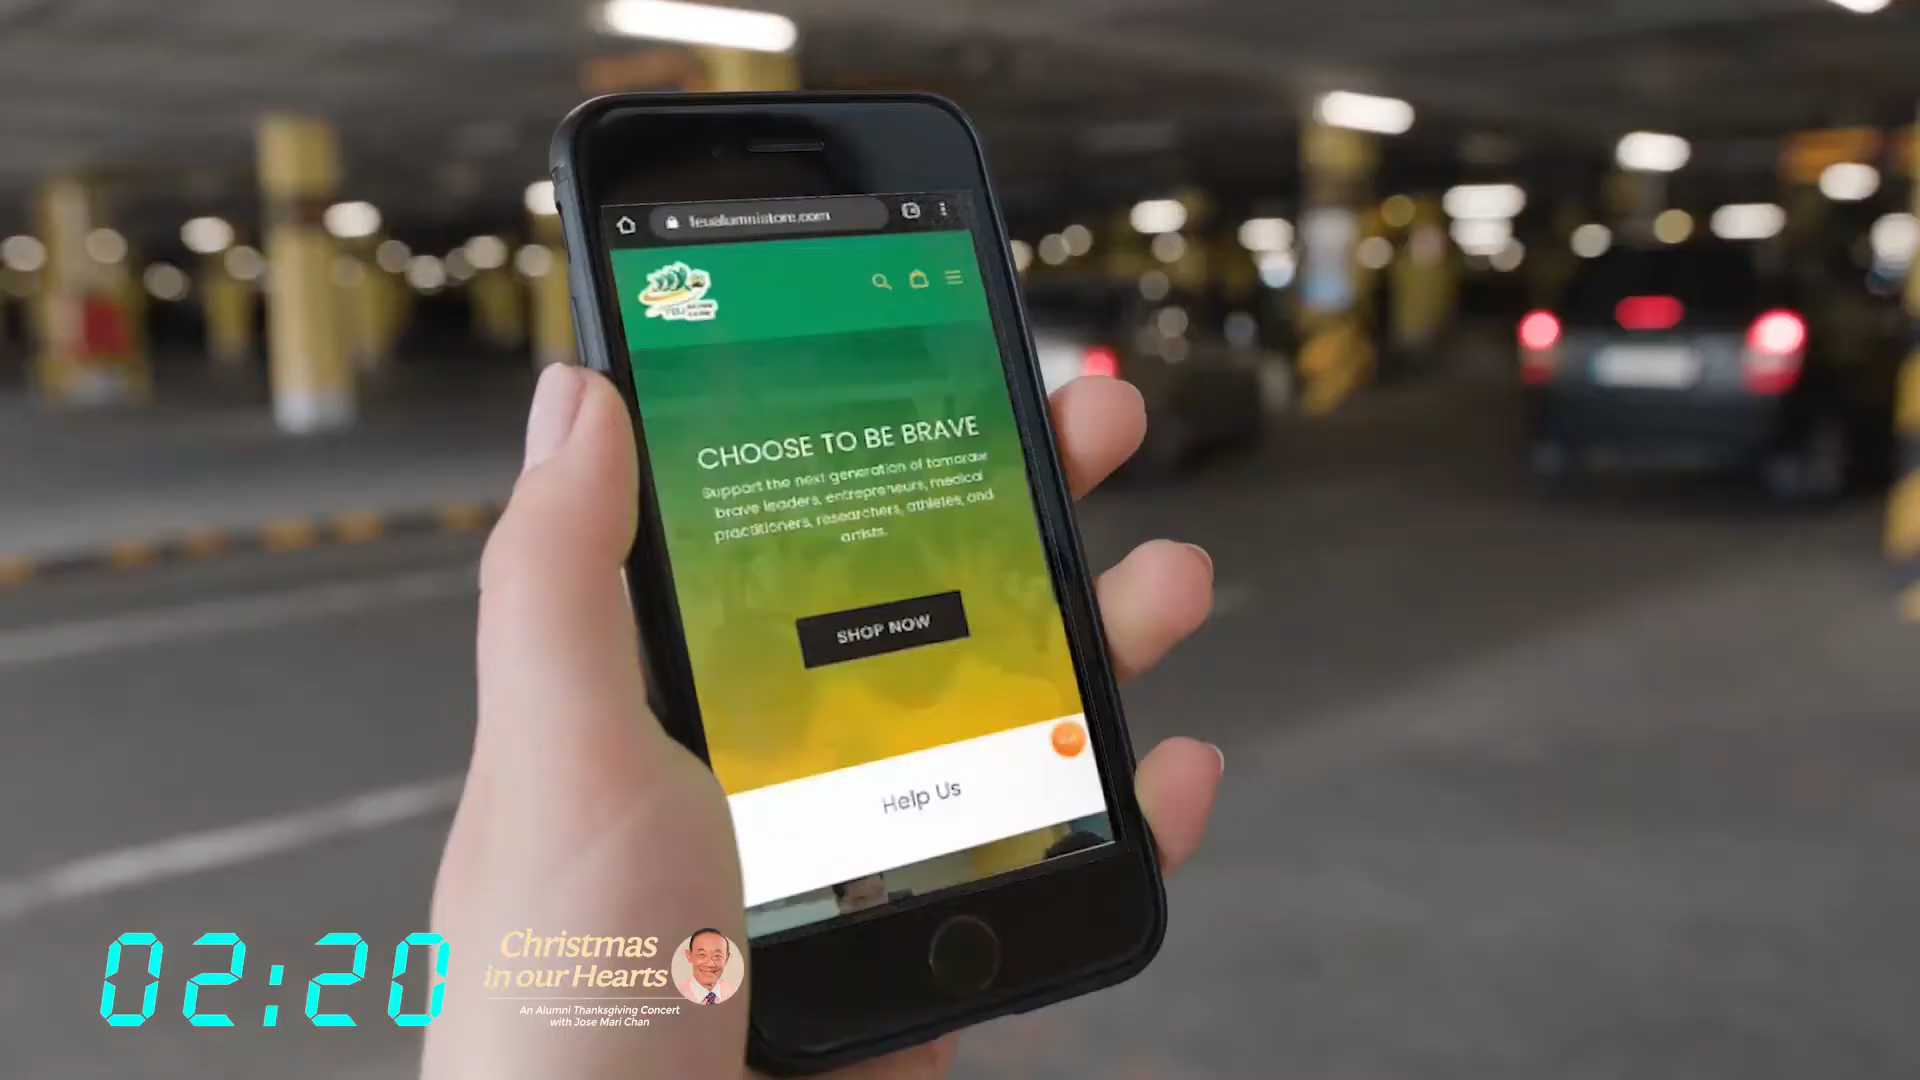 feualumnistore.com
FEU
CHOOSE TO BE BRAVE
Support the next generation of tamaraw
brave leaders, entrepreneurs, medical
practitioners, researchers, athletes, and
artists.
SHOP NOW
Help Us
02:20
Christmas
in our Hearts
An Alumni Thanksgiving Concert
with Jose Mari Chan